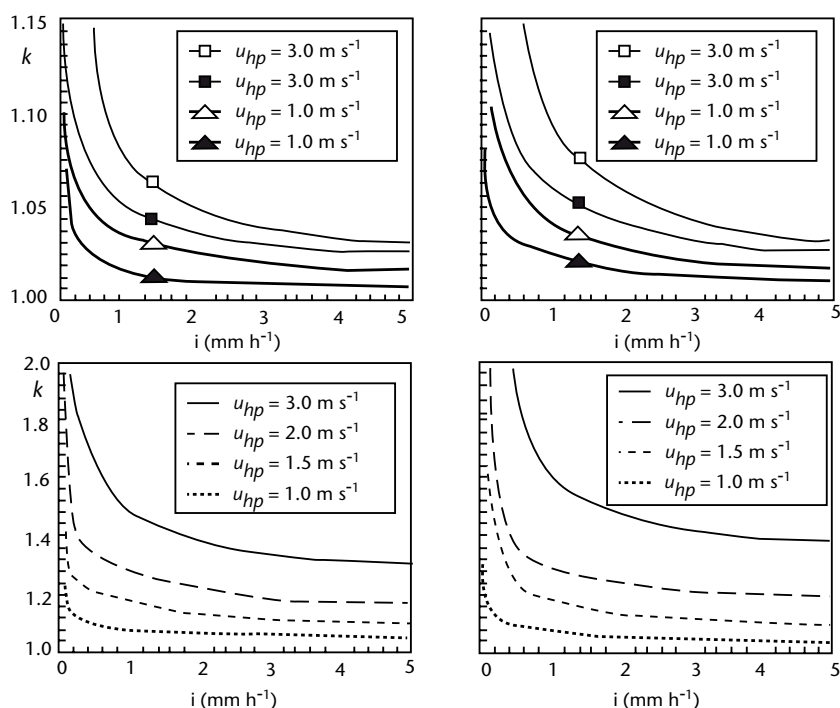 1.15
k
1.10
1.05
1.00
u_hp = 3.0 m s⁻¹
u_hp = 3.0 m s⁻¹
u_hp = 1.0 m s⁻¹
u_hp = 1.0 m s⁻¹
0 1 2 3 4 5
i (mm h⁻¹)
u_hp = 3.0 m s⁻¹
u_hp = 3.0 m s⁻¹
u_hp = 1.0 m s⁻¹
u_hp = 1.0 m s⁻¹
0 1 2 3 4 5
i (mm h⁻¹)
2.0
k
1.8
1.6
1.4
1.2
1.0
u_hp = 3.0 m s⁻¹
u_hp = 2.0 m s⁻¹
u_hp = 1.5 m s⁻¹
u_hp = 1.0 m s⁻¹
0 1 2 3 4 5
i (mm h⁻¹)
u_hp = 3.0 m s⁻¹
u_hp = 2.0 m s⁻¹
u_hp = 1.5 m s⁻¹
u_hp = 1.0 m s⁻¹
0 1 2 3 4 5
i (mm h⁻¹)